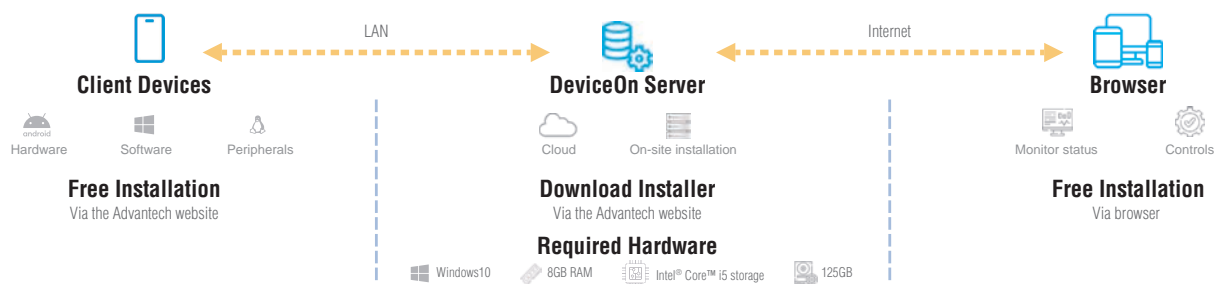 LAN
Internet
Client Devices
DeviceOn Server
Browser
android
Hardware
Software
Peripherals
Cloud
On-site installation
Monitor status
Controls
Free Installation
Via the Advantech website
Download Installer
Via the Advantech website
Free Installation
Via browser
Required Hardware
Windows10
8GB RAM
Intel® Core™ i5 storage
125GB